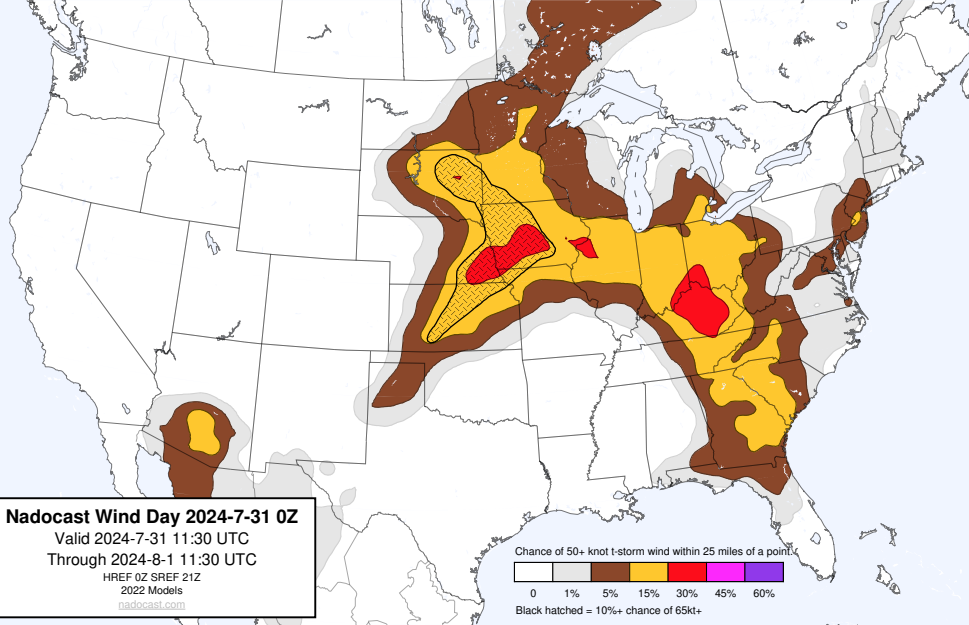 Nadocast Wind Day 2024-7-31 0Z
Valid 2024-7-31 11:30 UTC
Through 2024-8-1 11:30 UTC
HREF 0Z SREF 21Z
2022 Models
nadocast.com
Chance of 50+ knot t-storm wind within 25 miles of a point.
0 1% 5% 15% 30% 45% 60%
Black hatched = 10%+ chance of 65kt+